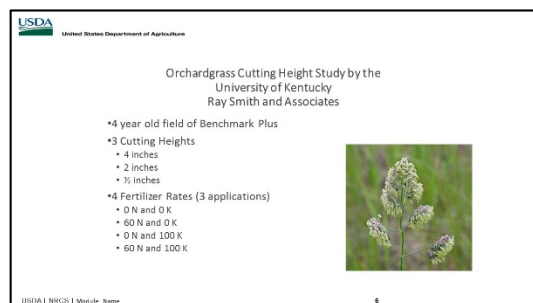 USDA
United States Department of Agriculture
Orchardgrass Cutting Height Study by the
University of Kentucky
Ray Smith and Associates
•4 year old field of Benchmark Plus
•3 Cutting Heights
• 4 inches
• 2 inches
• ½ inches
•4 Fertilizer Rates (3 applications)
• 0 N and 0 K
• 60 N and 0 K
• 0 N and 100 K
• 60 N and 100 K
USDA | NRCS | Module Name
6